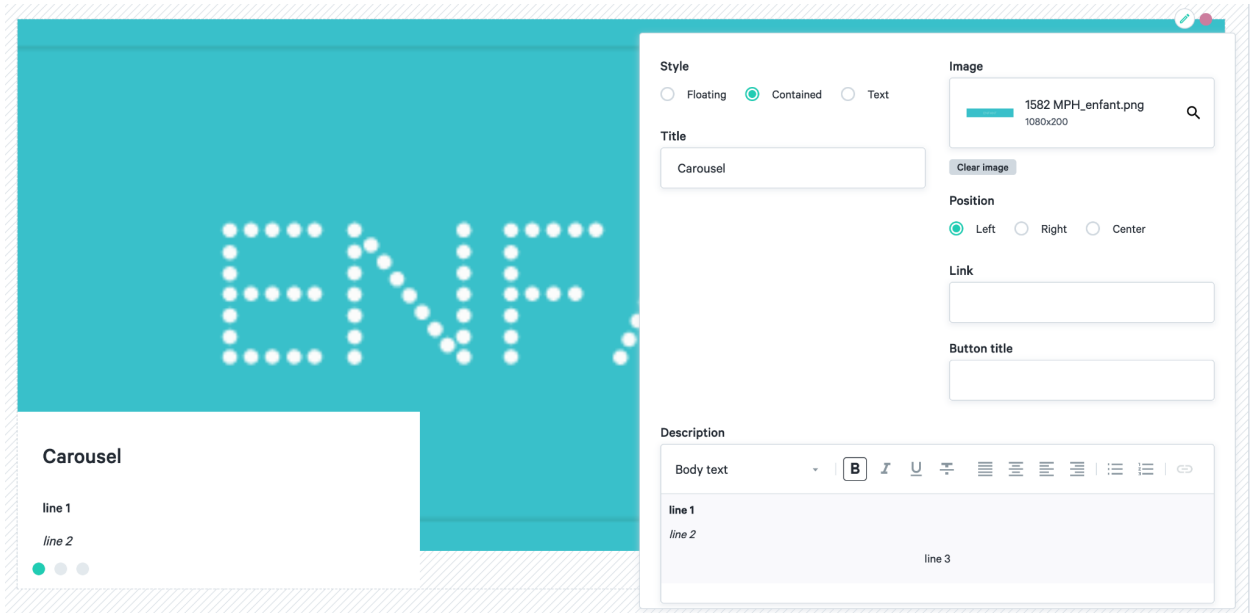 ENF
Carousel
line 1
line 2
Style
Floating
Contained
Text
Title
Carousel
Image
1582 MPH_enfant.png
1080x200
Clear image
Position
Left
Right
Center
Link
Button title
Description
Body text
B I U T
line 1
line 2
line 3